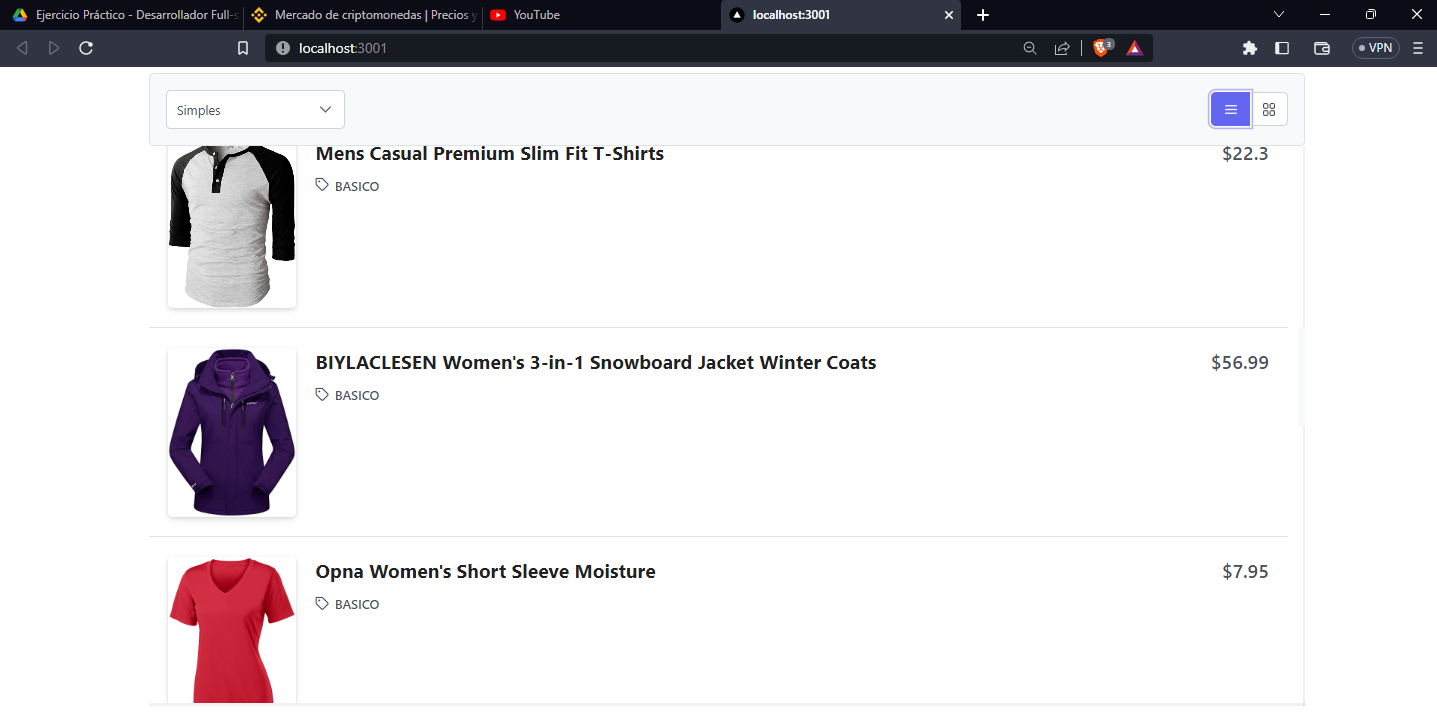 Ejercicio Práctico - Desarrollador Full-s
Mercado de criptomonedas | Precios y
YouTube
localhost:3001
localhost:3001
3
VPN
Simples
Mens Casual Premium Slim Fit T-Shirts
$22.3
BASICO
BIYLACLESEN Women's 3-in-1 Snowboard Jacket Winter Coats
$56.99
BASICO
Opna Women's Short Sleeve Moisture
$7.95
BASICO